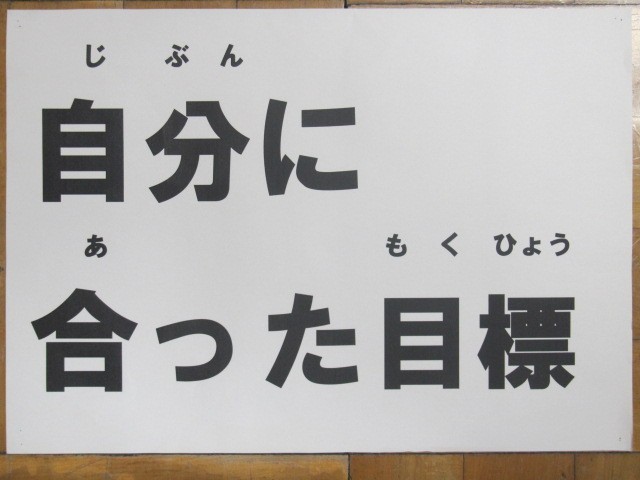 じ ぶ ん
自分に
あ も く ひょう
合った目標